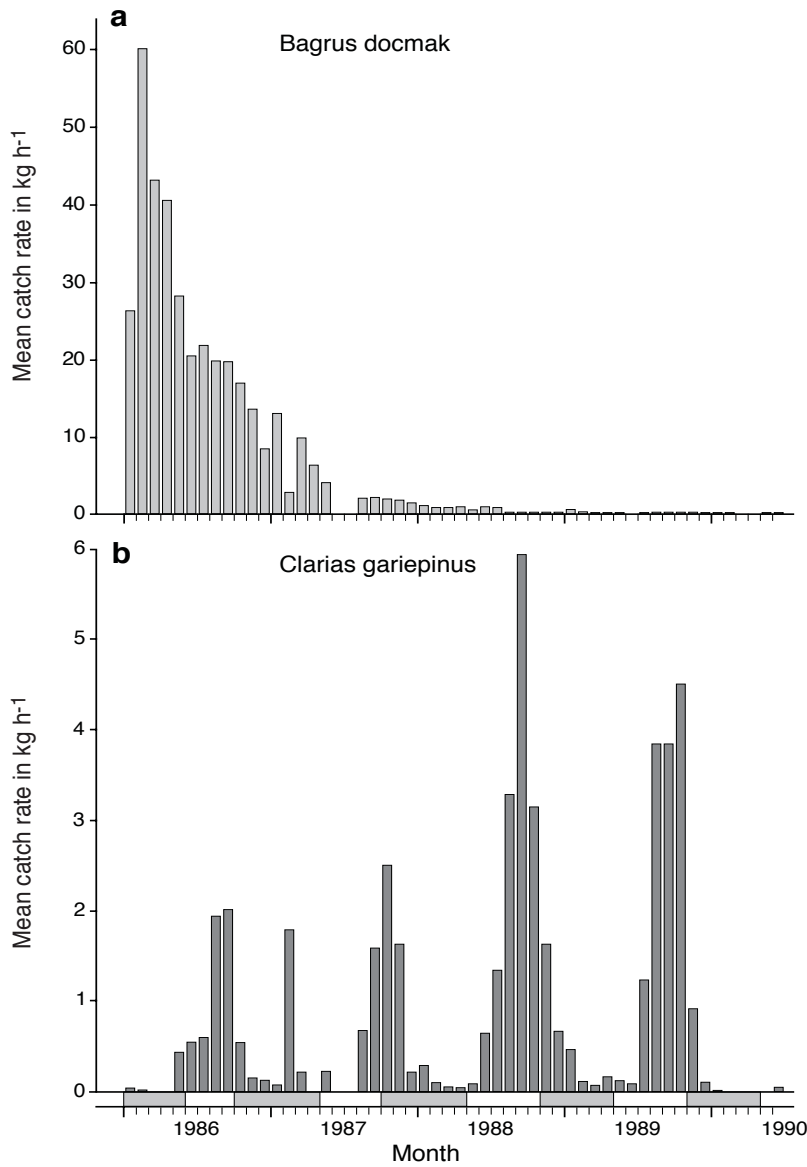 a
Bagrus docmak
Mean catch rate in kg h-1
60
50
40
30
20
10
0
b
Clarias gariepinus
Mean catch rate in kg h-1
6
5
4
3
2
1
0
1986 1987 1988 1989 1990
Month